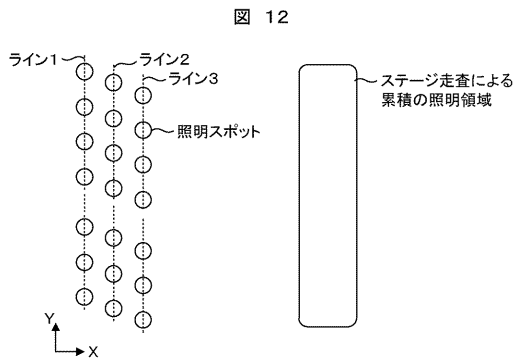 図 12
ライン1
ライン2
ライン3
照明スポット
ステージ走査による
累積の照明領域
Y
X